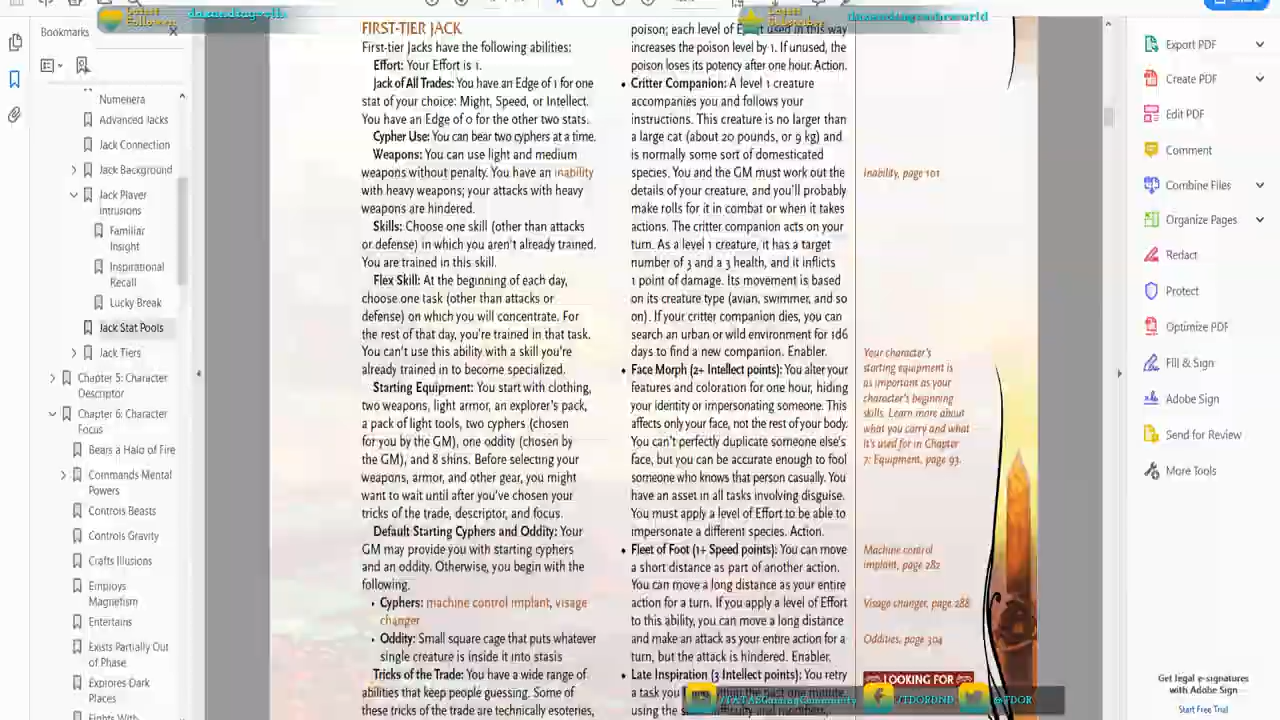 Latest
Follower
Latest
Subscriber
Bookmarks
Numenera
Advanced Jacks
Jack Connection
Jack Background
Jack Player
Intrusions
Familiar
Insight
Inspirational
Recall
Lucky Break
Jack Stat Pools
Jack Tiers
Chapter 5: Character
Descriptor
Chapter 6: Character
Focus
Bears a Halo of Fire
Commands Mental
Powers
Controls Beasts
Controls Gravity
Crafts Illusions
Employs
Magnetism
Entertains
Exists Partially Out
of Phase
Explores Dark
Places
Fights With
FIRST-TIER JACK
First-tier Jacks have the following abilities:
Effort: Your Effort is 1.
Jack of All Trades: You have an Edge of 1 for one
stat of your choice: Might, Speed, or Intellect.
You have an Edge of 0 for the other two stats.
Cypher Use: You can bear two cyphers at a time.
Weapons: You can use light and medium
weapons without penalty. You have an inability
with heavy weapons; your attacks with heavy
weapons are hindered.
Skills: Choose one skill (other than attacks
or defense) in which you aren't already trained.
You are trained in this skill.
Flex Skill: At the beginning of each day,
choose one task (other than attacks or
defense) on which you will concentrate. For
the rest of that day, you're trained in that task.
You can't use this ability with a skill you're
already trained in to become specialized.
Starting Equipment: You start with clothing,
two weapons, light armor, an explorer's pack,
a pack of light tools, two cyphers (chosen
for you by the GM), one oddity (chosen by
the GM), and 8 shins. Before selecting your
weapons, armor, and other gear, you might
want to wait until after you've chosen your
tricks of the trade, descriptor, and focus.
Default Starting Cyphers and Oddity: Your
GM may provide you with starting cyphers
and an oddity. Otherwise, you begin with the
following.
• Cyphers: machine control implant, visage
changer
• Oddity: Small square cage that puts whatever
single creature is inside it into stasis
Tricks of the Trade: You have a wide range of
abilities that keep people guessing. Some of
these tricks of the trade are technically esoteries,
poison; each level of Effort used in this way
increases the poison level by 1. If unused, the
poison loses its potency after one hour. Action.
• Critter Companion: A level 1 creature
accompanies you and follows your
instructions. This creature is no larger than
a large cat (about 20 pounds, or 9 kg) and
is normally some sort of domesticated
species. You and the GM must work out the
details of your creature, and you'll probably
make rolls for it in combat or when it takes
actions. The critter companion acts on your
turn. As a level 1 creature, it has a target
number of 3 and a 3 health, and it inflicts
1 point of damage. Its movement is based
on its creature type (avian, swimmer, and so
on). If your critter companion dies, you can
search an urban or wild environment for 1d6
days to find a new companion. Enabler.
• Face Morph (2+ Intellect points): You alter your
features and coloration for one hour, hiding
your identity or impersonating someone. This
affects only your face, not the rest of your body.
You can't perfectly duplicate someone else's
face, but you can be accurate enough to fool
someone who knows that person casually. You
have an asset in all tasks involving disguise.
You must apply a level of Effort to be able to
impersonate a different species. Action.
• Fleet of Foot (1+ Speed points): You can move
a short distance as part of another action.
You can move a long distance as your entire
action for a turn. If you apply a level of Effort
to this ability, you can move a long distance
and make an attack as your entire action for a
turn, but the attack is hindered. Enabler.
• Late Inspiration (3 Intellect points): You retry
a task you within the past one minute,
using the difficulty and modifiers,
Inability, page 101
Your character's
starting equipment is
as important as your
character's beginning
skills. Learn more about
what you carry and what
it's used for in Chapter
7: Equipment, page 93.
Machine control
implant, page 282
Visage changer, page 288
Oddities, page 304
LOOKING FOR
/TDORDND
@TDOR
Export PDF
Create PDF
Edit PDF
Comment
Combine Files
Organize Pages
Redact
Protect
Optimize PDF
Fill & Sign
Adobe Sign
Send for Review
More Tools
Get legal e-signatures
with Adobe Sign
Start Free Trial